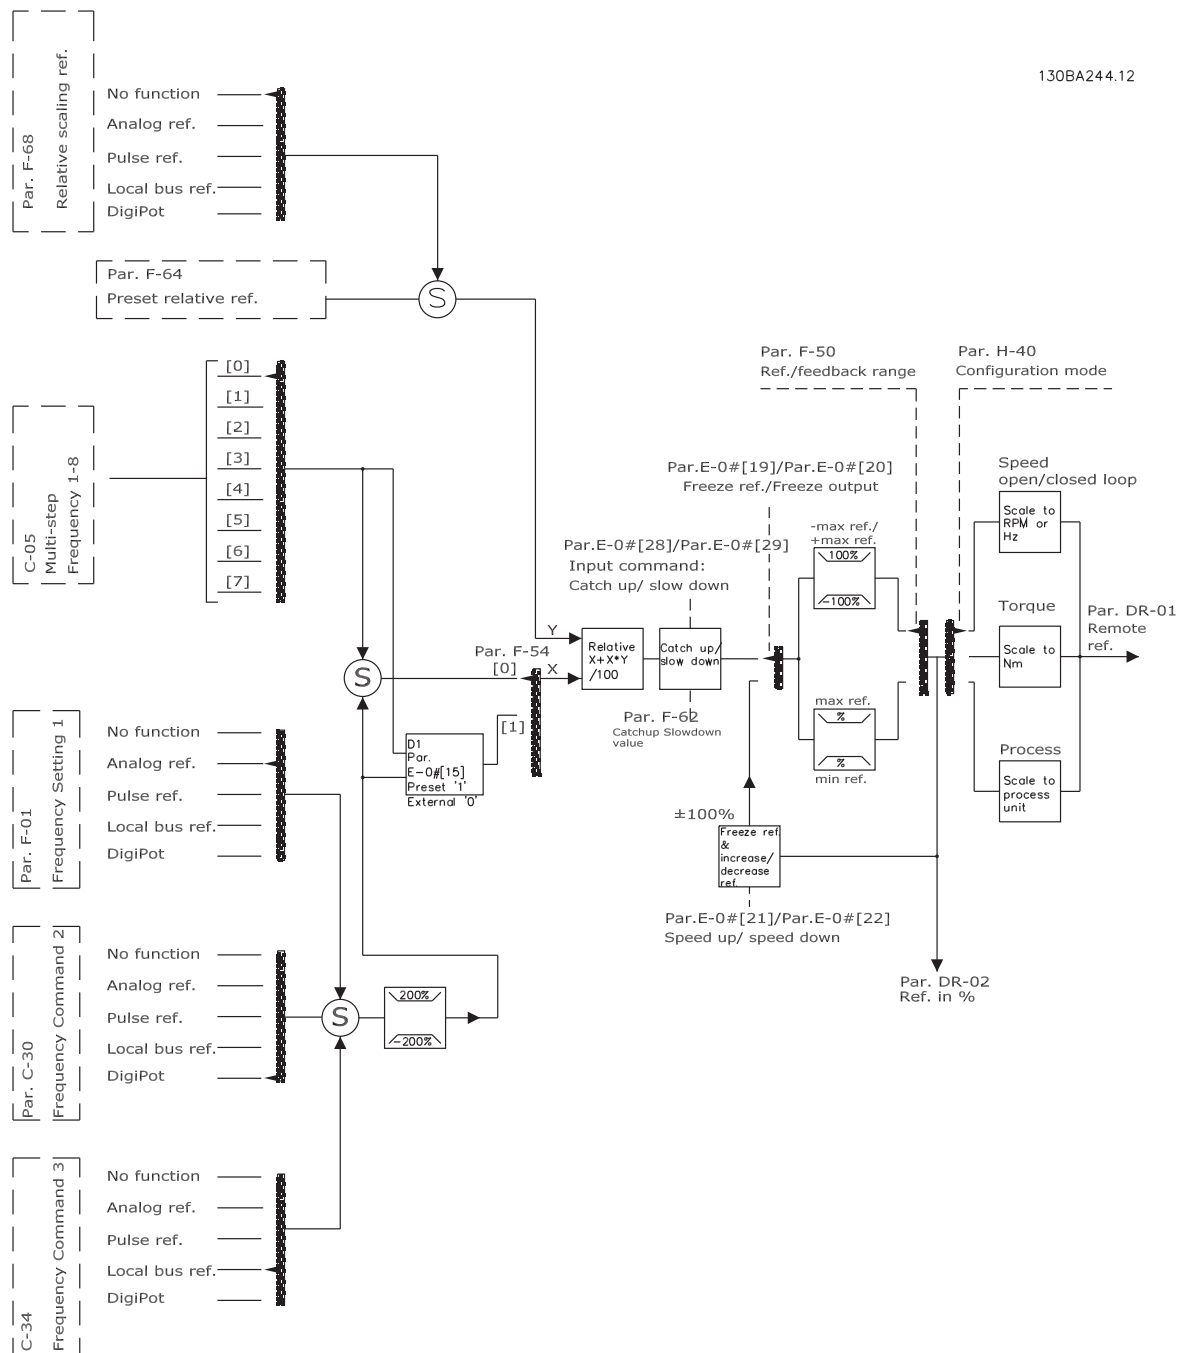 130BA244.12
Par. F-68
Relative scaling ref.
No function
Analog ref.
Pulse ref.
Local bus ref.
DigiPot
Par. F-64
Preset relative ref.
S
C-05
Multi-step
Frequency 1-8
[0]
[1]
[2]
[3]
[4]
[5]
[6]
[7]
Par. F-50
Ref./feedback range
Par. H-40
Configuration mode
Par.E-0#[19]/Par.E-0#[20]
Freeze ref./Freeze output
Speed
open/closed loop
Scale to
RPM or
Hz
-max ref./
+max ref.
100%
-100%
Par.E-0#[28]/Par.E-0#[29]
Input command:
Catch up/ slow down
Torque
Scale to
Nm
Par. DR-01
Remote
ref.
Y
X
Relative
X+X*Y
/100
Catch up/
slow down
Par. F-54
[0]
[1]
S
Par. F-62
Catchup Slowdown
value
max ref.
%
%
min ref.
Process
Scale to
process
unit
D1
Par.
E-0#[15]
Preset '1'
External '0'
±100%
Freeze ref.
&
increase/
decrease
ref.
Par.E-0#[21]/Par.E-0#[22]
Speed up/ speed down
Par. DR-02
Ref. in %
Par. F-01
Frequency Setting 1
No function
Analog ref.
Pulse ref.
Local bus ref.
DigiPot
Par. C-30
Frequency Command 2
No function
Analog ref.
Pulse ref.
Local bus ref.
DigiPot
S
200%
-200%
C-34
Frequency Command 3
No function
Analog ref.
Pulse ref.
Local bus ref.
DigiPot